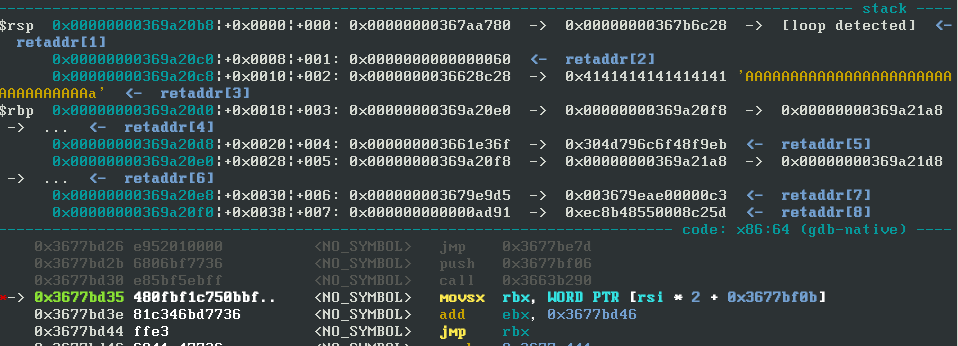 stack
$rsp  0x00000000369a20b8|+0x0000|+000: 0x00000000367aa780  ->  0x00000000367b6c28  ->  [loop detected]  <-
retaddr[1]
0x00000000369a20c0|+0x0008|+001: 0x0000000000000060  <-  retaddr[2]
0x00000000369a20c8|+0x0010|+002: 0x0000000036628c28  ->  0x4141414141414141 'AAAAAAAAAAAAAAAAAAAAAAAA
AAAAAAAAAAAa'  <-  retaddr[3]
$rbp  0x00000000369a20d0|+0x0018|+003: 0x00000000369a20e0  ->  0x00000000369a20f8  ->  0x00000000369a21a8
->  ...  <-  retaddr[4]
0x00000000369a20d8|+0x0020|+004: 0x000000003661e36f  ->  0x304d796c6f48f9eb  <-  retaddr[5]
0x00000000369a20e0|+0x0028|+005: 0x00000000369a20f8  ->  0x00000000369a21a8  ->  0x00000000369a21d8
->  ...  <-  retaddr[6]
0x00000000369a20e8|+0x0030|+006: 0x000000003679e9d5  ->  0x003679eae00000c3  <-  retaddr[7]
0x00000000369a20f0|+0x0038|+007: 0x000000000000ad91  ->  0xec8b48550008c25d  <-  retaddr[8]
code: x86:64 (gdb-native)
0x3677bd26 e952010000  <NO_SYMBOL>  jmp  0x3677be7d
0x3677bd2b 6806bf7736  <NO_SYMBOL>  push  0x3677bf06
0x3677bd30 e85bf5ebff  <NO_SYMBOL>  call  0x3663b290
*-> 0x3677bd35 480fbf1c750bbf..  <NO_SYMBOL>  movsx  rbx, WORD PTR [rsi * 2 + 0x3677bf0b]
0x3677bd3e 81c346bd7736  <NO_SYMBOL>  add  ebx, 0x3677bd46
0x3677bd44 ffe3  <NO_SYMBOL>  jmp  rbx